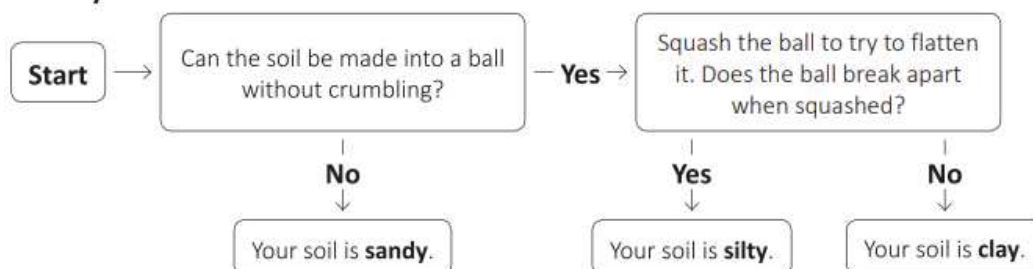 Start
Can the soil be made into a ball
without crumbling?
Yes
Squash the ball to try to flatten
it. Does the ball break apart
when squashed?
No
Yes
No
Your soil is sandy.
Your soil is silty.
Your soil is clay.